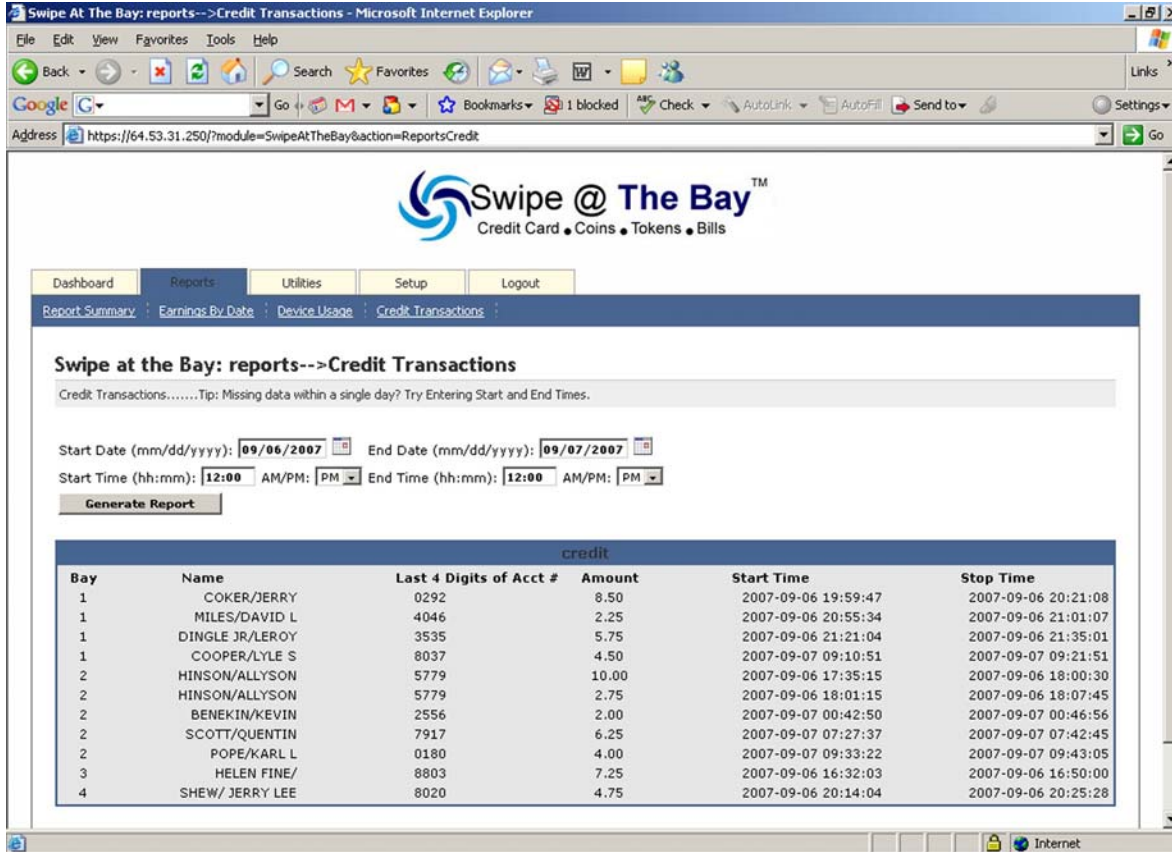 Swipe At The Bay: reports-->Credit Transactions - Microsoft Internet Explorer
File Edit View Favorites Tools Help
Back Search Favorites Links
Google Go Bookmarks 1 blocked Check AutoLink AutoFill Send to Settings
Address https://64.53.31.250/?module=SwipeAtTheBay&action=ReportsCredit Go
Swipe @ The Bay™
Credit Card • Coins • Tokens • Bills
Dashboard Reports Utilities Setup Logout
Report Summary Earnings By Date Device Usage Credit Transactions
Swipe at the Bay: reports-->Credit Transactions
Credit Transactions.......Tip: Missing data within a single day? Try Entering Start and End Times.
Start Date (mm/dd/yyyy): 09/06/2007 End Date (mm/dd/yyyy): 09/07/2007
Start Time (hh:mm): 12:00 AM/PM: PM End Time (hh:mm): 12:00 AM/PM: PM
Generate Report
credit
Bay Name Last 4 Digits of Acct # Amount Start Time Stop Time
1 COKER/JERRY 0292 8.50 2007-09-06 19:59:47 2007-09-06 20:21:08
1 MILES/DAVID L 4046 2.25 2007-09-06 20:55:34 2007-09-06 21:01:07
1 DINGLE JR/LEROY 3535 5.75 2007-09-06 21:21:04 2007-09-06 21:35:01
1 COOPER/LYLE S 8037 4.50 2007-09-07 09:10:51 2007-09-07 09:21:51
2 HINSON/ALLYSON 5779 10.00 2007-09-06 17:35:15 2007-09-06 18:00:30
2 HINSON/ALLYSON 5779 2.75 2007-09-06 18:01:15 2007-09-06 18:07:45
2 BENEKIN/KEVIN 2556 2.00 2007-09-07 00:42:50 2007-09-07 00:46:56
2 SCOTT/QUENTIN 7917 6.25 2007-09-07 07:27:37 2007-09-07 07:42:45
2 POPE/KARL L 0180 4.00 2007-09-07 09:33:22 2007-09-07 09:43:05
3 HELEN FINE/ 8803 7.25 2007-09-06 16:32:03 2007-09-06 16:50:00
4 SHEW/ JERRY LEE 8020 4.75 2007-09-06 20:14:04 2007-09-06 20:25:28
Internet